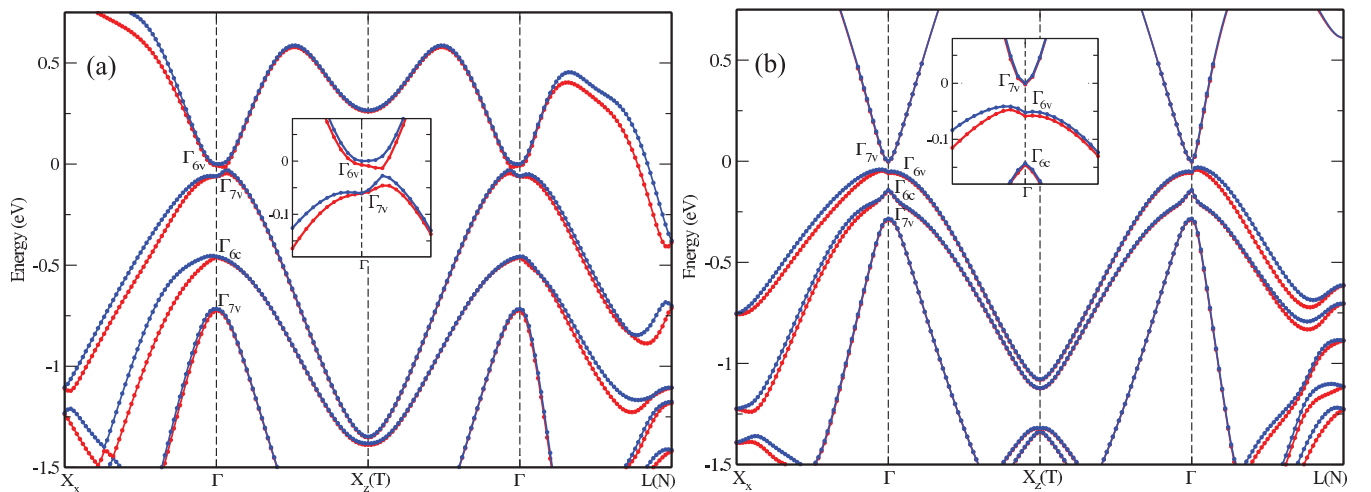 (a)
Energy (eV)
0.5
0
-0.5
-1
-1.5
Γ6v
Γ7v
Γ6c
Γ7v
0
-0.1
Γ6v
Γ7v
Γ
Xx
Γ
Xz(T)
Γ
L(N)
(b)
Energy (eV)
0.5
0
-0.5
-1
-1.5
Γ7v
Γ6v
Γ6c
Γ7v
0
-0.1
Γ7v
Γ6v
Γ6c
Γ
Xx
Γ
Xz(T)
Γ
L(N)